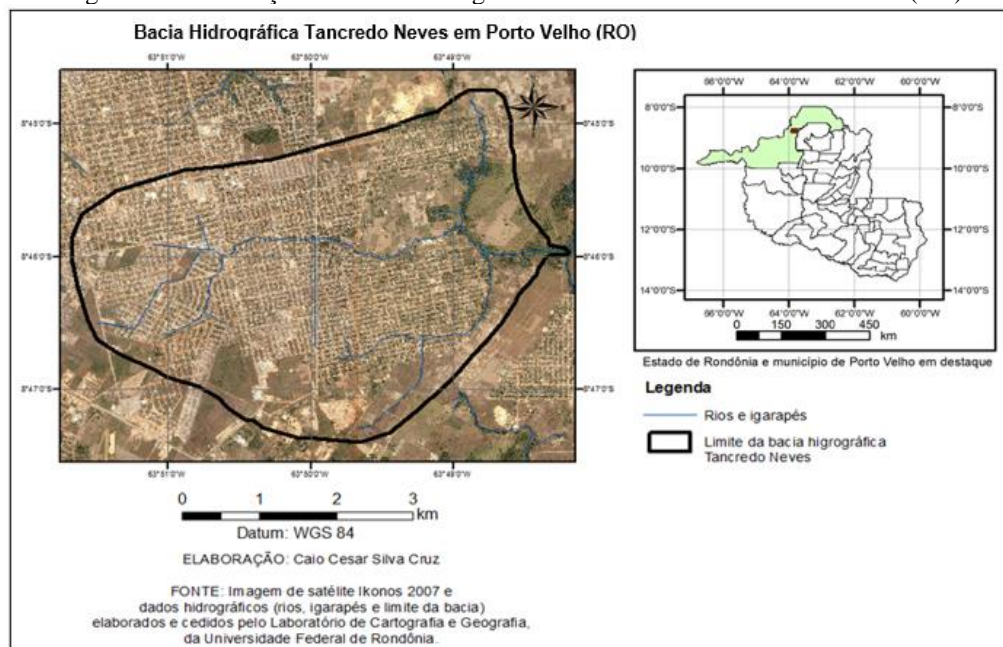 Bacia Hidrográfica Tancredo Neves em Porto Velho (RO)
63°51'0"W 63°50'0"W 63°49'0"W
8°45'0"S
8°46'0"S
8°47'0"S
8°45'0"S
8°46'0"S
8°47'0"S
63°51'0"W 63°50'0"W 63°49'0"W
0 1 2 3
km
Datum: WGS 84
ELABORAÇÃO: Caio Cesar Silva Cruz
FONTE: Imagem de satélite Ikonos 2007 e
dados hidrográficos (rios, igarapés e limite da bacia)
elaborados e cedidos pelo Laboratório de Cartografia e Geografia,
da Universidade Federal de Rondônia.
66°0'0"W 64°0'0"W 62°0'0"W 60°0'0"W
8°0'0"S
10°0'0"S
12°0'0"S
14°0'0"S
8°0'0"S
10°0'0"S
12°0'0"S
14°0'0"S
66°0'0"W 64°0'0"W 62°0'0"W 60°0'0"W
0 150 300 450
km
Estado de Rondônia e município de Porto Velho em destaque
Legenda
Rios e igarapés
Limite da bacia higrográfica
Tancredo Neves